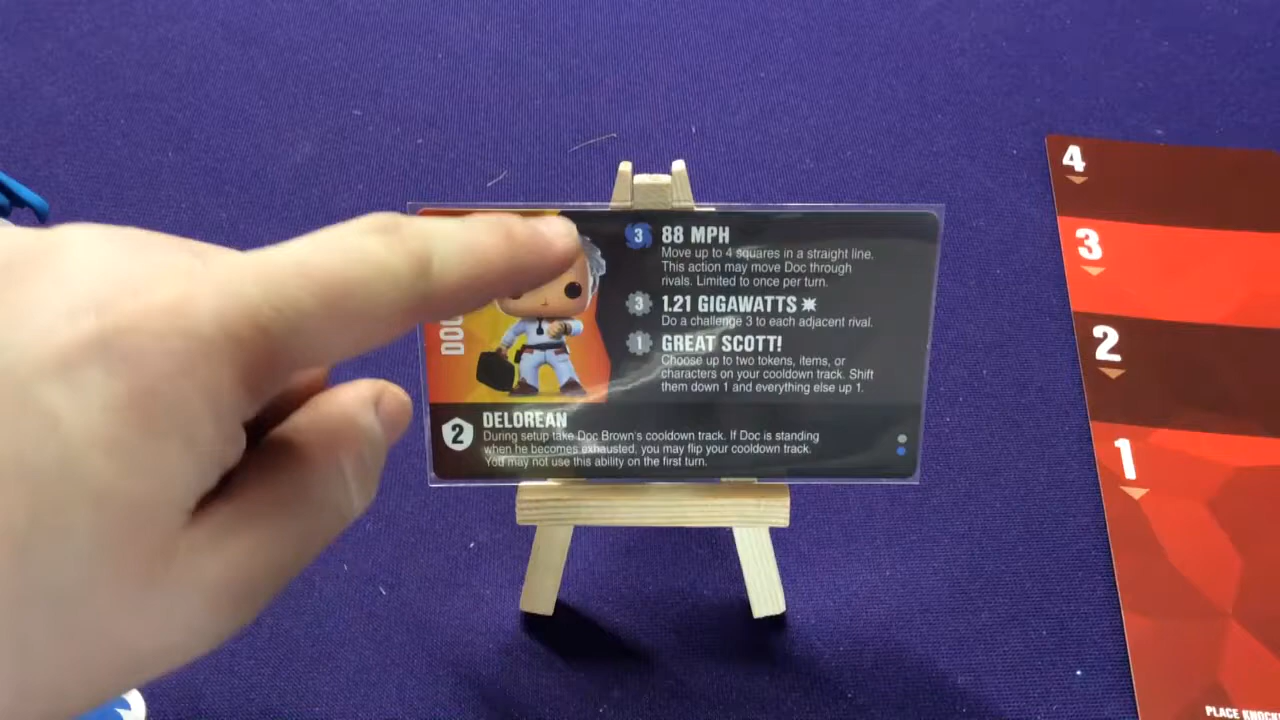 3 88 MPH
Move up to 4 squares in a straight line.
This action may move Doc through
rivals. Limited to once per turn.
3 1.21 GIGAWATTS
Do a challenge 3 to each adjacent rival.
1 GREAT SCOTT!
Choose up to two tokens, items, or
characters on your cooldown track. Shift
them down 1 and everything else up 1.
2 DELOREAN
During setup take Doc Brown's cooldown track. If Doc is standing
when he becomes exhausted, you may flip your cooldown track.
You may not use this ability on the first turn.
4
3
2
1
PLACE